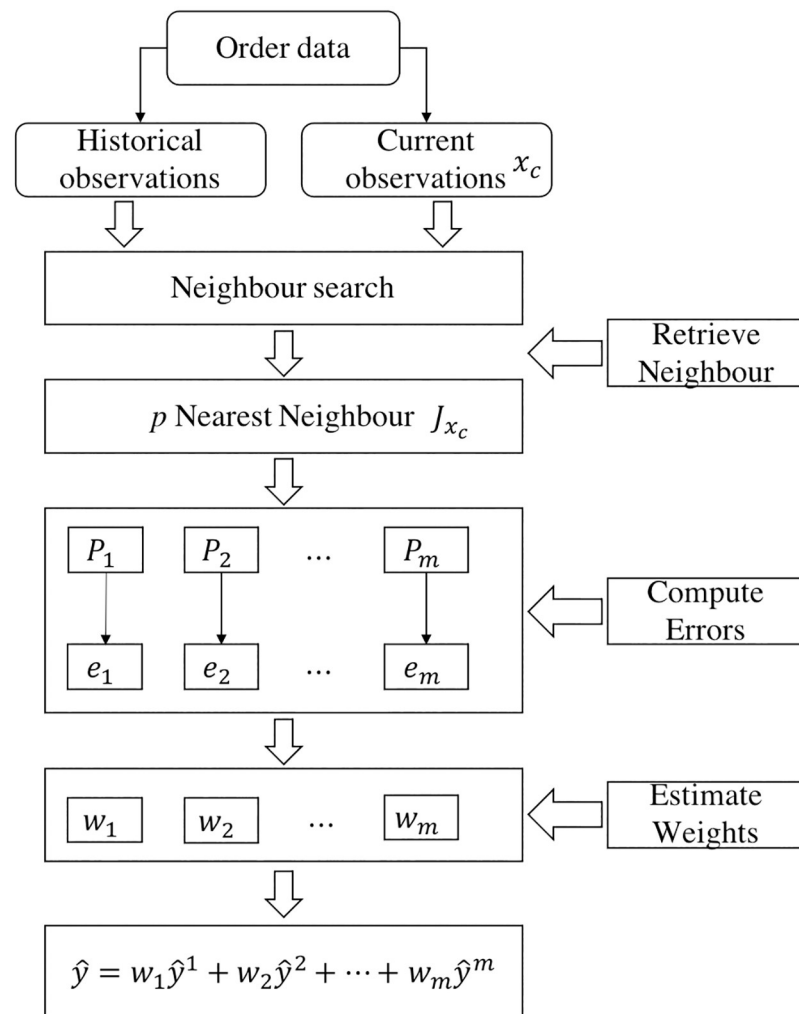 Order data
Historical
observations
Current
observations x_c
Neighbour search
Retrieve
Neighbour
p Nearest Neighbour J_{x_c}
P_1 P_2 ... P_m
Compute
Errors
e_1 e_2 ... e_m
Estimate
Weights
w_1 w_2 ... w_m
ŷ = w_1ŷ^1 + w_2ŷ^2 + ⋯ + w_mŷ^m